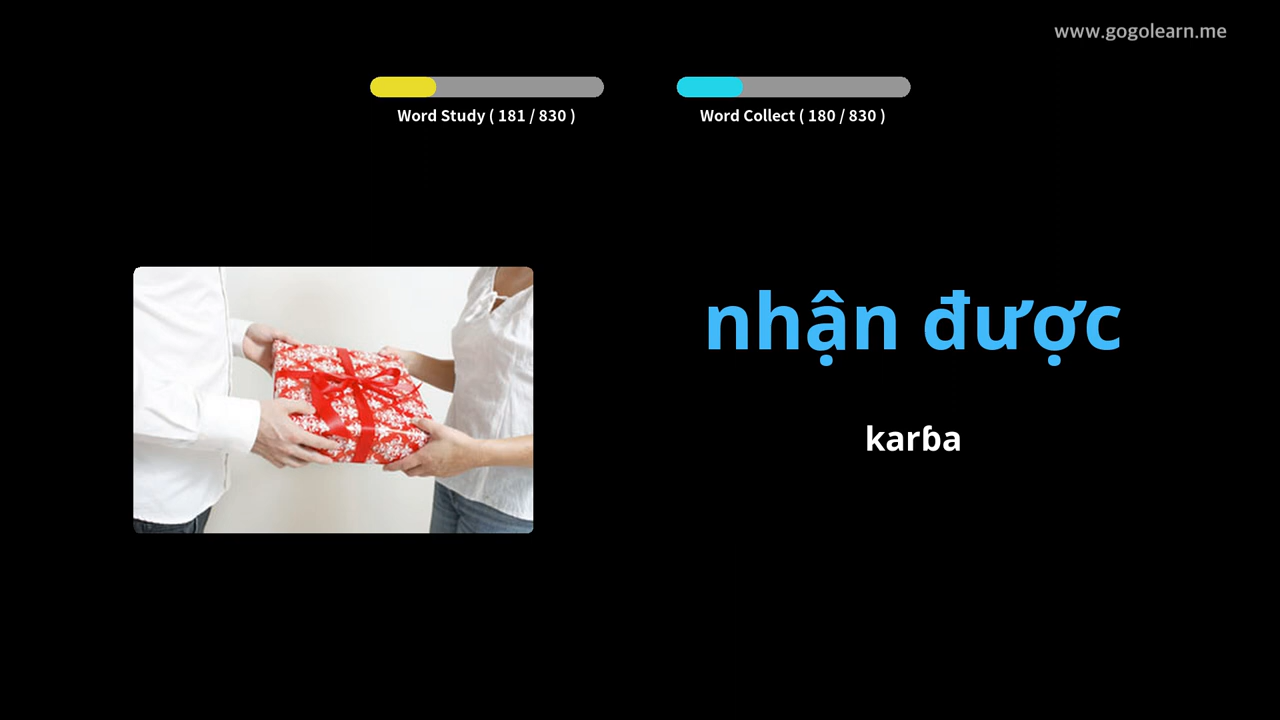 www.gogolearn.me
Word Study ( 181 / 830 )
Word Collect ( 180 / 830 )
nhận được
karɓa